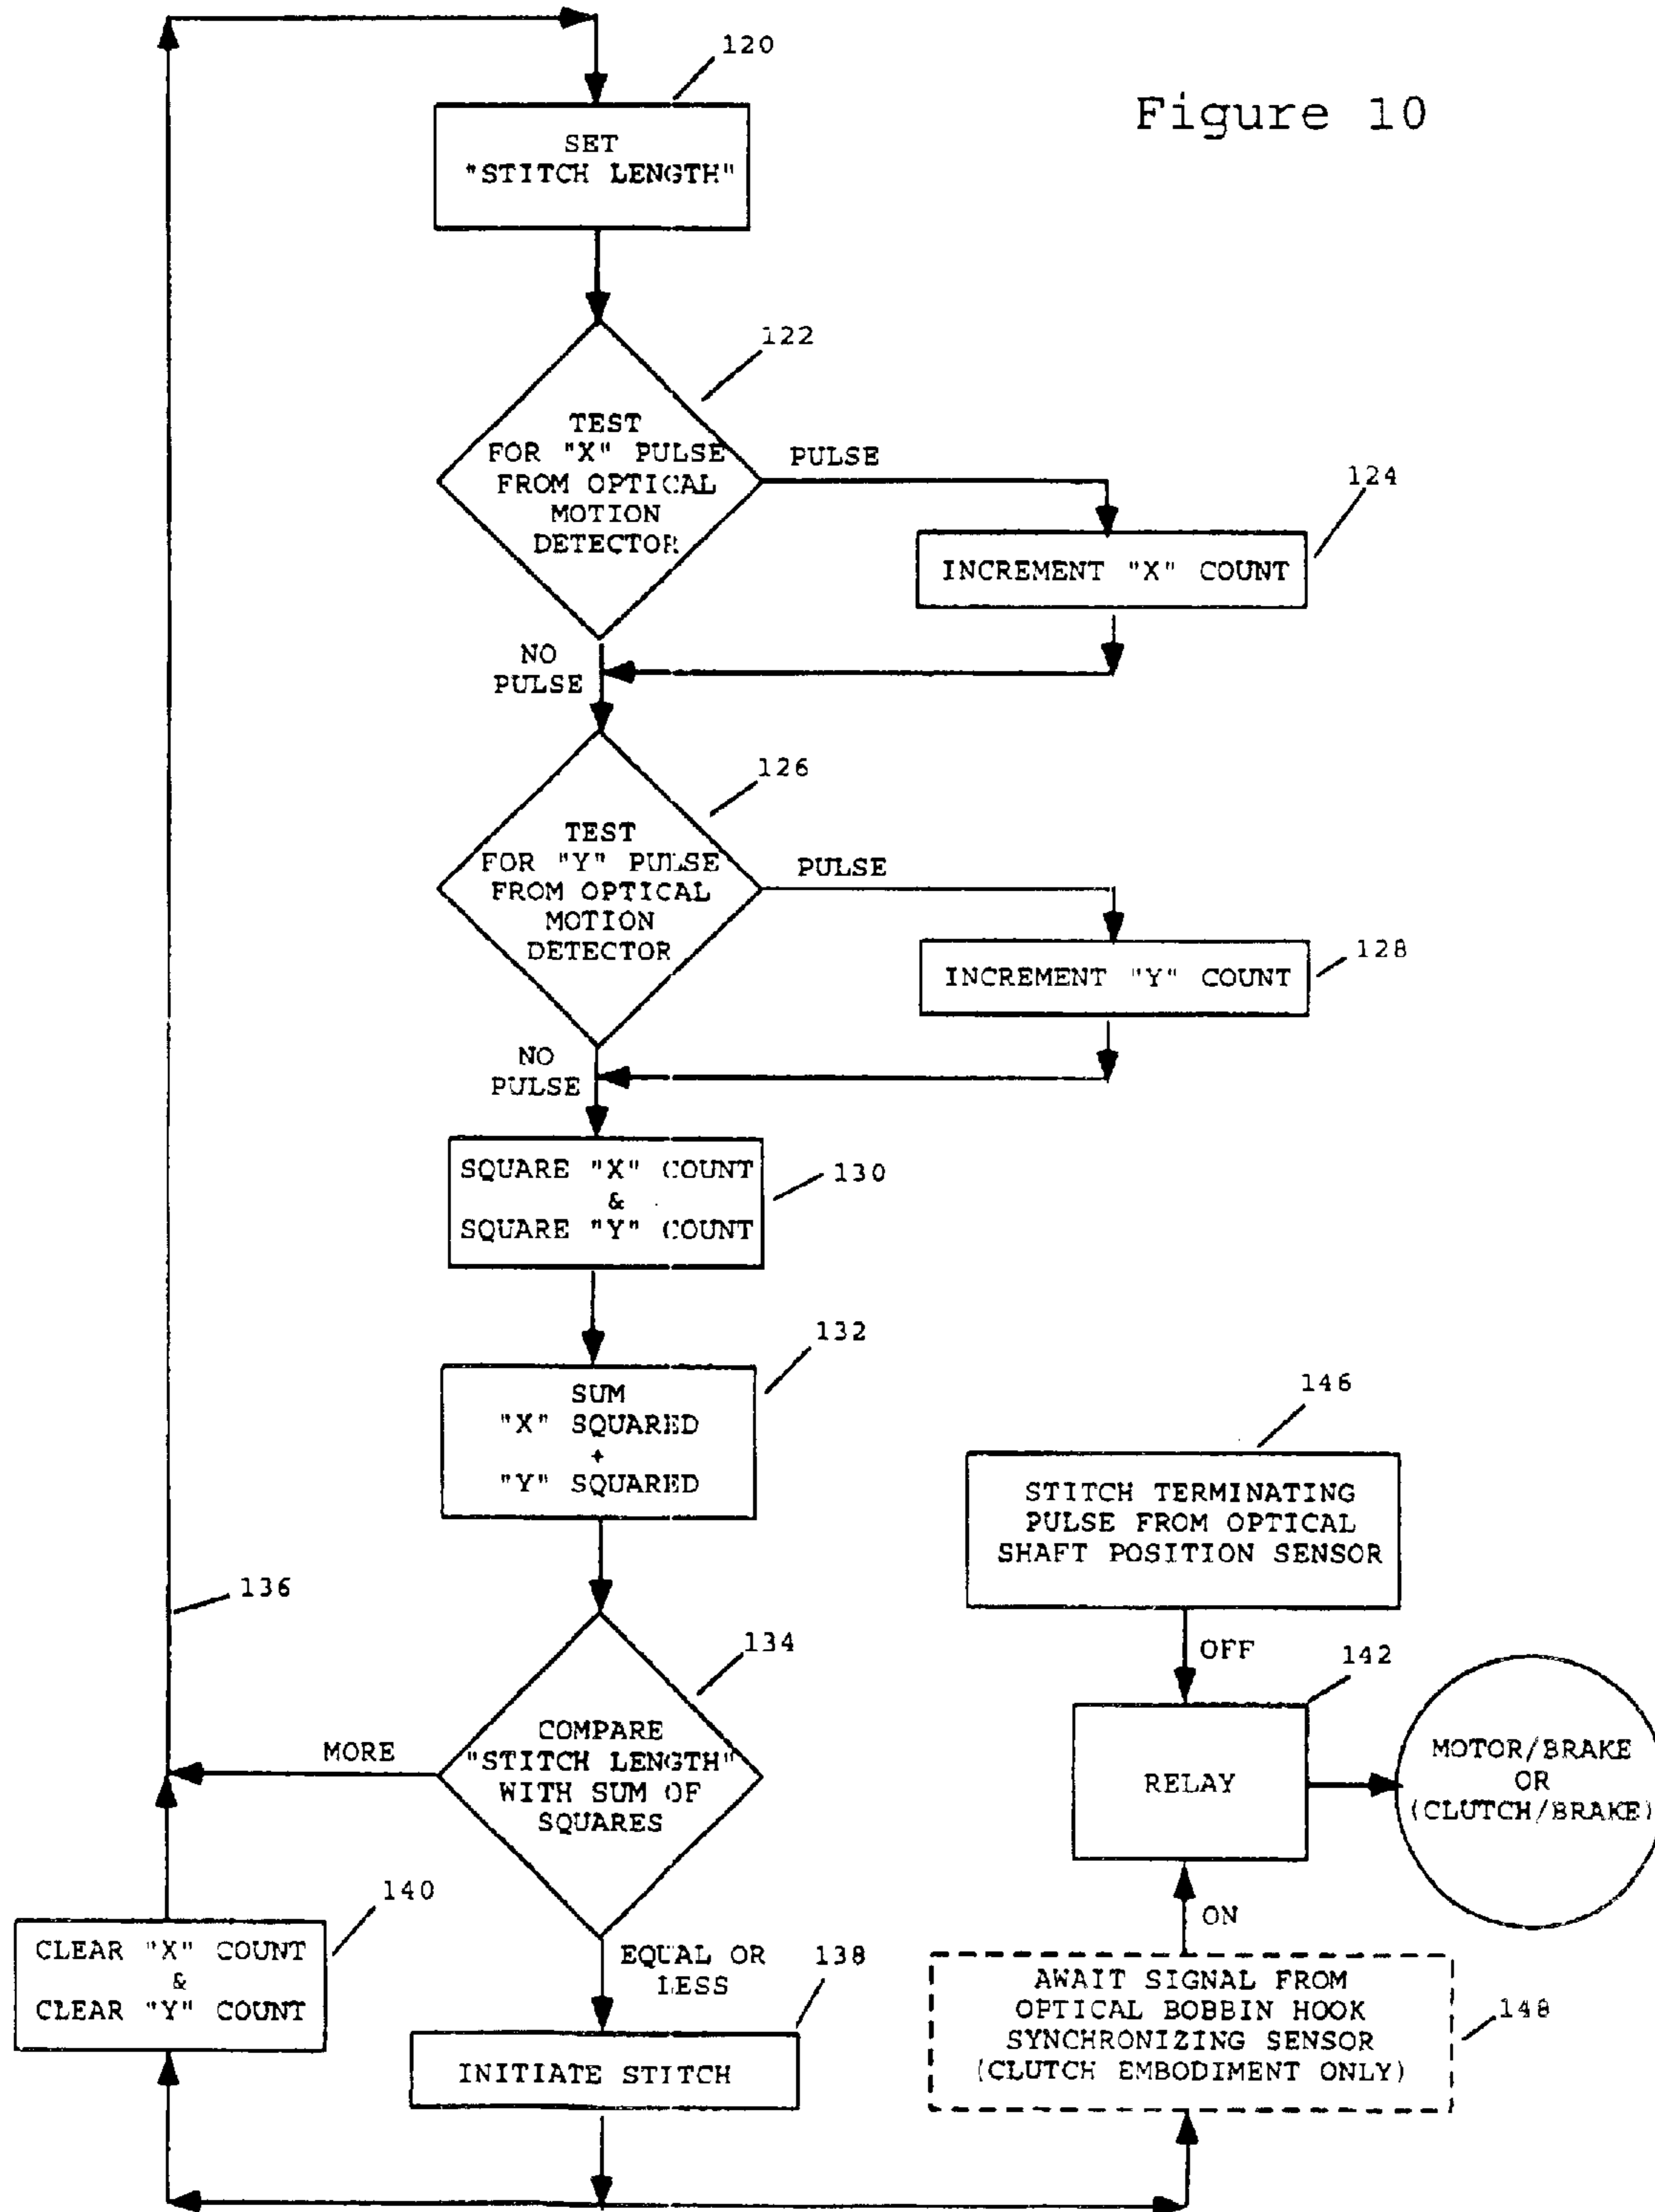 Figure 10
120
SET
"STITCH LENGTH"
122
TEST
FOR "X" PULSE
FROM OPTICAL
MOTION
DETECTOR
PULSE
124
INCREMENT "X" COUNT
NO
PULSE
126
TEST
FOR "Y" PULSE
FROM OPTICAL
MOTION
DETECTOR
PULSE
128
INCREMENT "Y" COUNT
NO
PULSE
SQUARE "X" COUNT
&
SQUARE "Y" COUNT
130
132
SUM
"X" SQUARED
+
"Y" SQUARED
146
STITCH TERMINATING
PULSE FROM OPTICAL
SHAFT POSITION SENSOR
136
134
OFF
142
COMPARE
"STITCH LENGTH"
WITH SUM OF
SQUARES
MORE
RELAY
MOTOR/BRAKE
OR
(CLUTCH/BRAKE)
140
CLEAR "X" COUNT
&
CLEAR "Y" COUNT
EQUAL OR
LESS
138
INITIATE STITCH
ON
AWAIT SIGNAL FROM
OPTICAL BOBBIN HOOK
SYNCHRONIZING SENSOR
(CLUTCH EMBODIMENT ONLY)
148